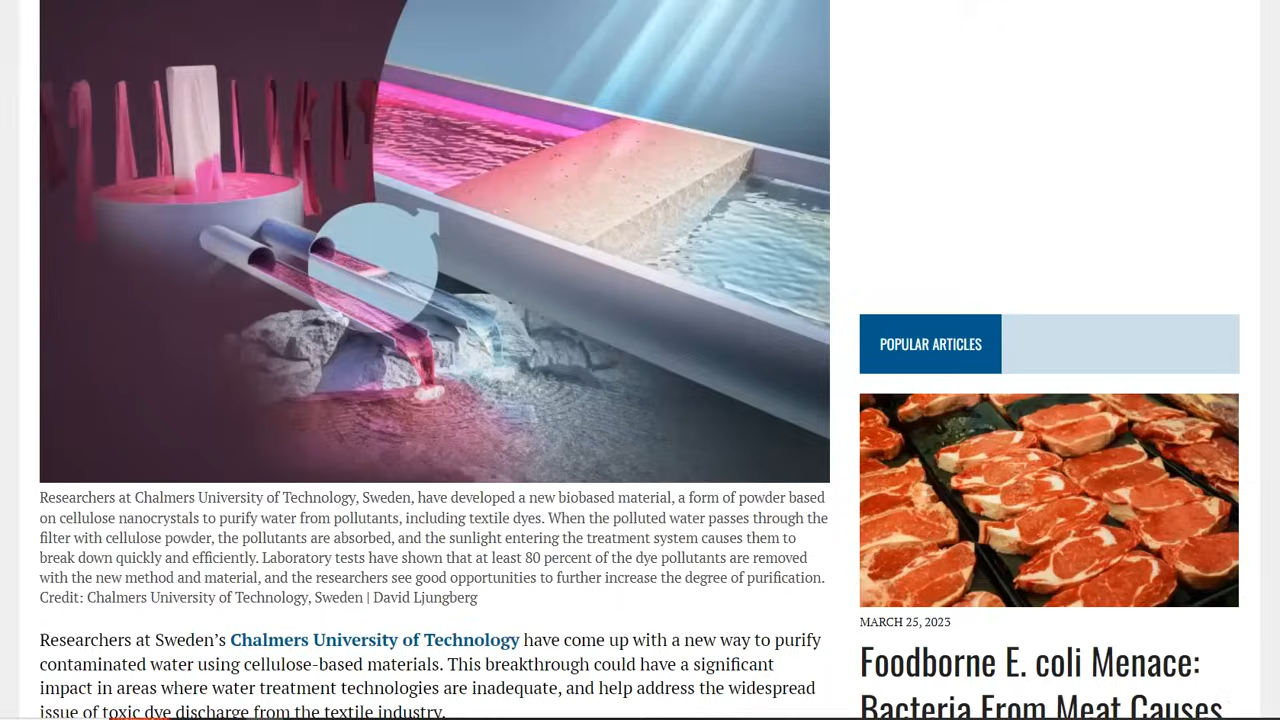 Researchers at Chalmers University of Technology, Sweden, have developed a new biobased material, a form of powder based
on cellulose nanocrystals to purify water from pollutants, including textile dyes. When the polluted water passes through the
filter with cellulose powder, the pollutants are absorbed, and the sunlight entering the treatment system causes them to
break down quickly and efficiently. Laboratory tests have shown that at least 80 percent of the dye pollutants are removed
with the new method and material, and the researchers see good opportunities to further increase the degree of purification.
Credit: Chalmers University of Technology, Sweden | David Ljungberg
Researchers at Sweden’s Chalmers University of Technology have come up with a new way to purify
contaminated water using cellulose-based materials. This breakthrough could have a significant
impact in areas where water treatment technologies are inadequate, and help address the widespread
issue of toxic dye discharge from the textile industry.
POPULAR ARTICLES
MARCH 25, 2023
Foodborne E. coli Menace:
Bacteria From Meat Causes